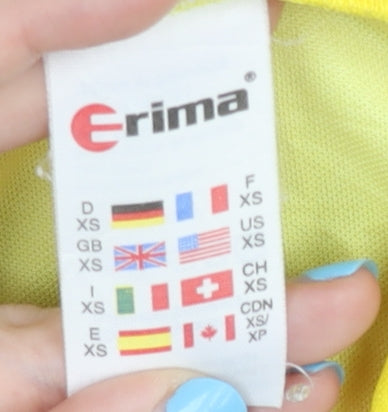 erima®
D XS
F XS
GB XS
US XS
I XS
CH XS
E XS
CDN XS/ XP